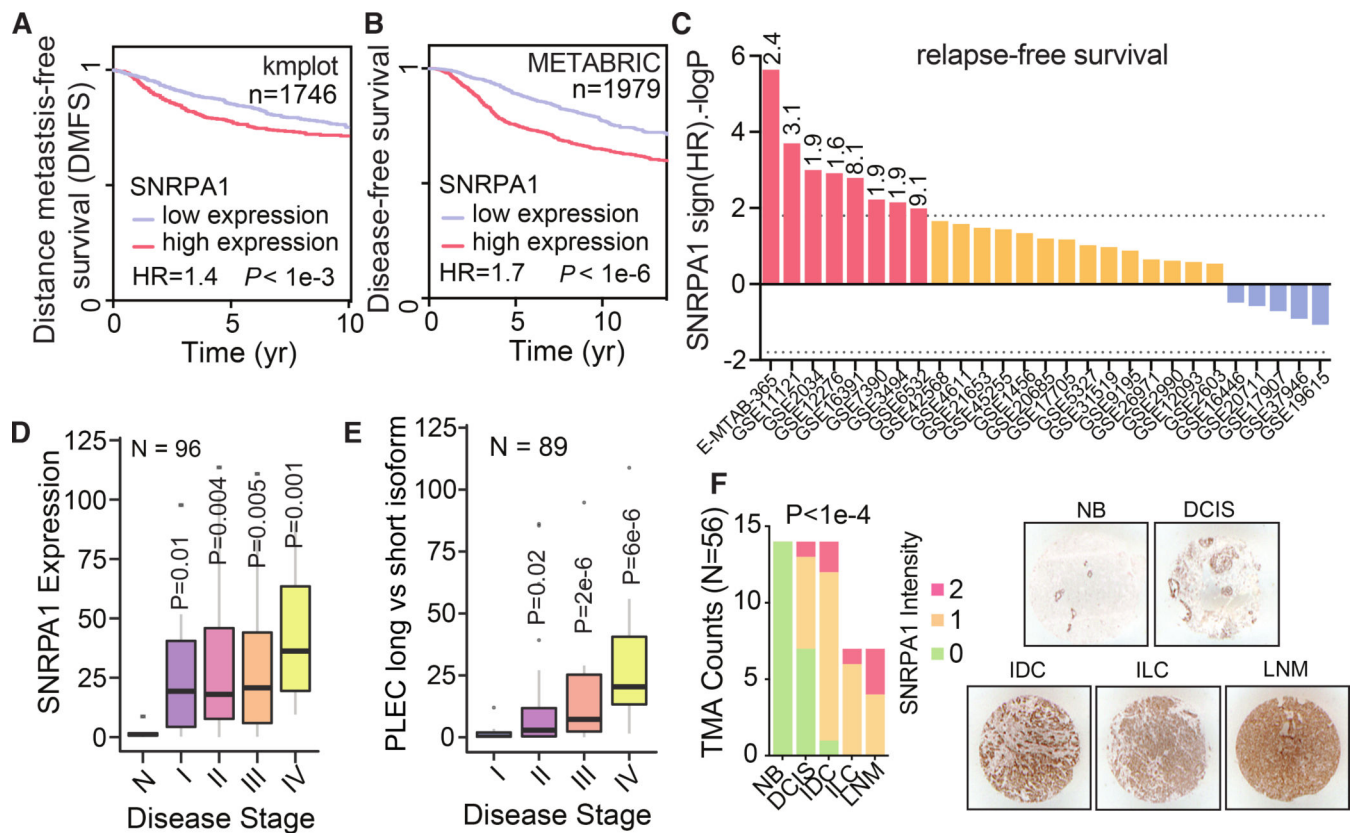 A
Distance metastsis-free
survival (DMFS)
1
0
kmplot
n=1746
SNRPA1
low expression
high expression
HR=1.4 P< 1e-3
0 5 10
Time (yr)
B
Disease-free survival
1
0
METABRIC
n=1979
SNRPA1
low expression
high expression
HR=1.7 P< 1e-6
0 5 10
Time (yr)
C
relapse-free survival
SNRPA1 sign(HR).-logP
6
4
2
0
-2
2.4
3.1
1.9
1.6
8.1
1.9
1.9
9.1
E-MTAB-365
GSE11121
GSE2034
GSE12276
GSE16391
GSE7390
GSE3494
GSE6532
GSE42568
GSE4611
GSE21653
GSE45255
GSE1456
GSE20685
GSE17705
GSE5327
GSE31519
GSE9195
GSE26971
GSE2990
GSE12093
GSE2603
GSE16446
GSE20711
GSE17907
GSE37946
GSE19615
D
SNRPA1 Expression
125
100
75
50
25
0
N = 96
P=0.01
P=0.004
P=0.005
P=0.001
N I II III IV
Disease Stage
E
PLEC long vs short isoform
125
100
75
50
25
0
N = 89
P=0.02
P=2e-6
P=6e-6
I II III IV
Disease Stage
F
TMA Counts (N=56)
15
10
5
0
P<1e-4
NB DCIS IDC ILC LNM
SNRPA1 Intensity
2
1
0
NB DCIS
IDC ILC LNM